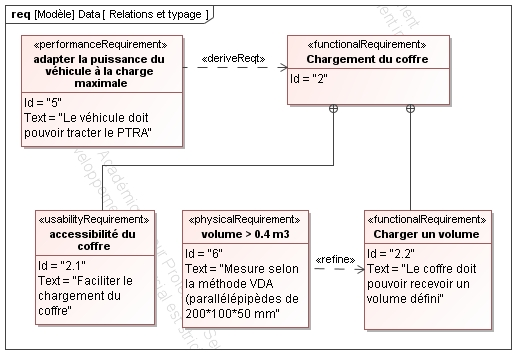 req [Modèle] Data [ Relations et typage ]
«performanceRequirement»
adapter la puissance du
véhicule à la charge
maximale
Id = "5"
Text = "Le véhicule doit
pouvoir tracter le PTRA"
«deriveReqt»
«functionalRequirement»
Chargement du coffre
Id = "2"
«usabilityRequirement»
accessibilité du
coffre
Id = "2.1"
Text = "Faciliter le
chargement du
coffre"
«physicalRequirement»
volume > 0.4 m3
Id = "6"
Text = "Mesure selon
la méthode VDA
(parallélépipèdes de
200*100*50 mm"
«refine»
«functionalRequirement»
Charger un volume
Id = "2.2"
Text = "Le coffre doit
pouvoir recevoir un
volume défini"